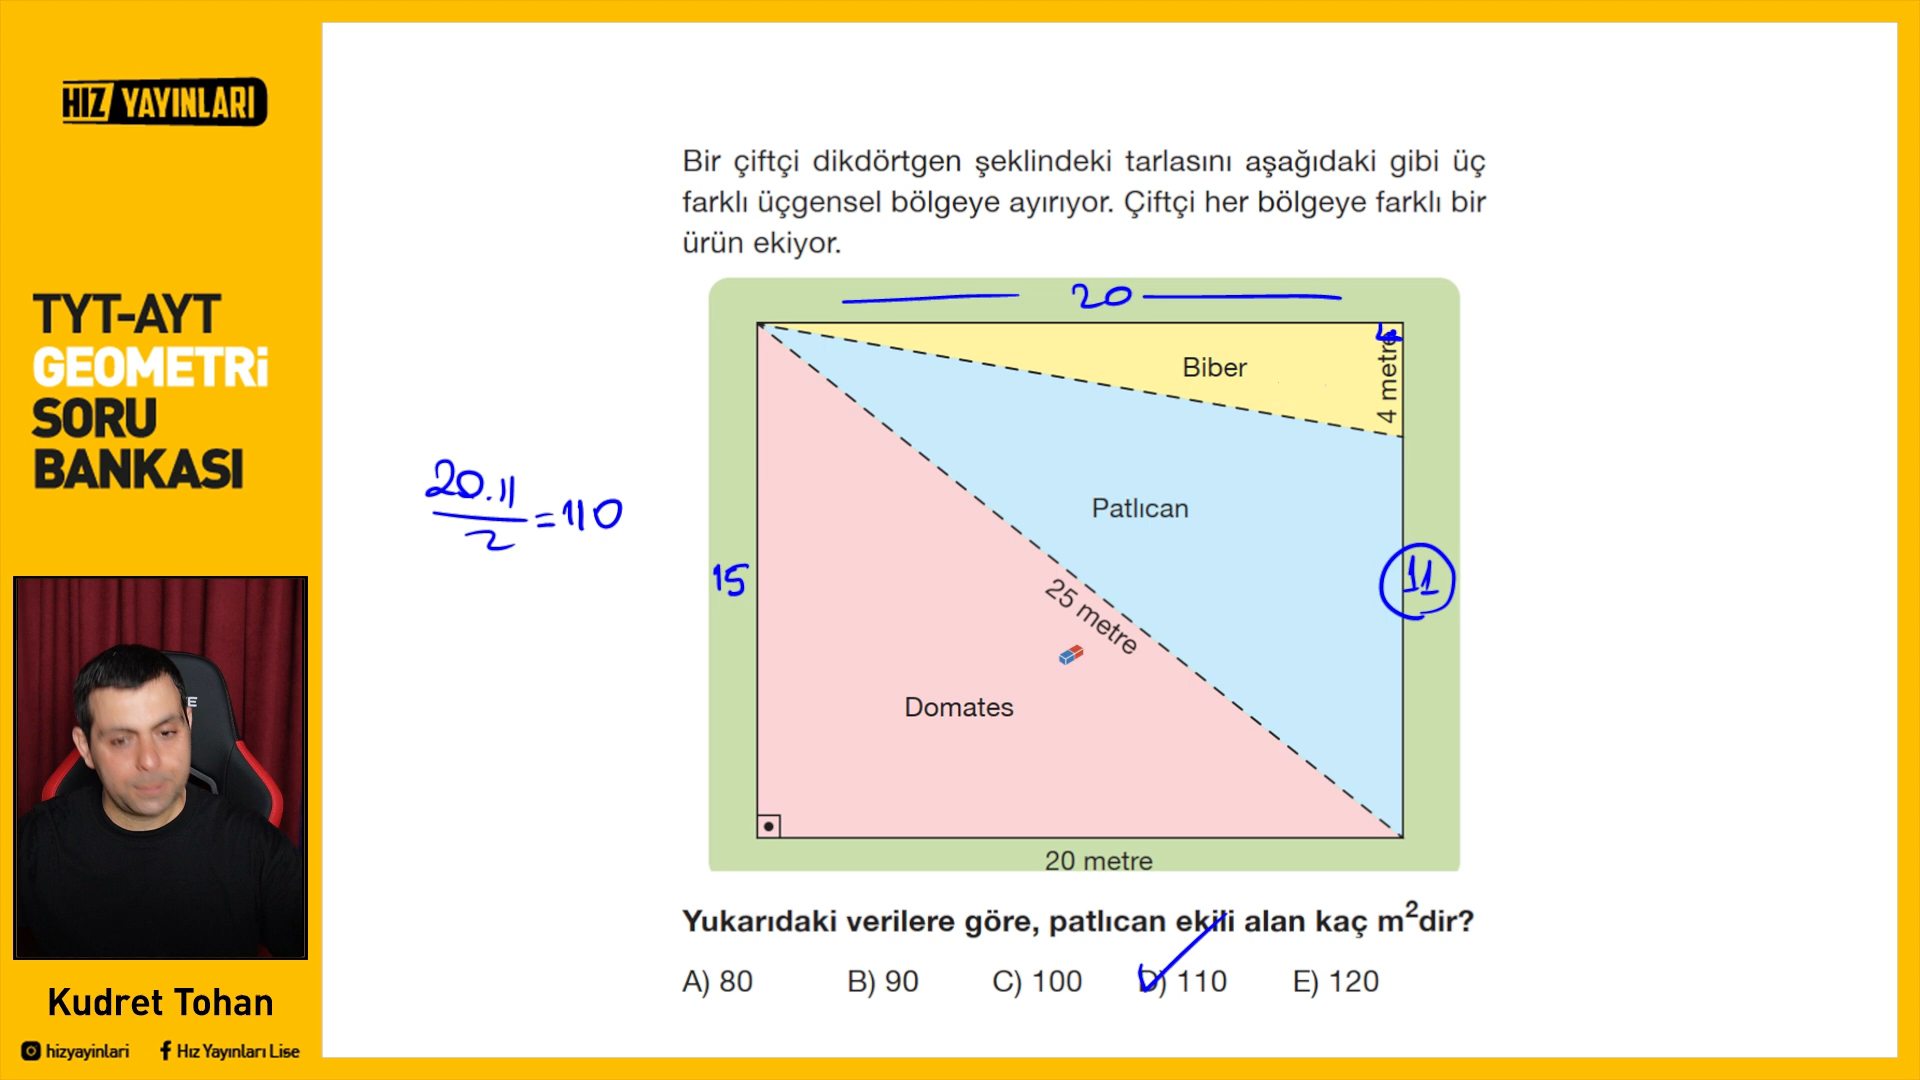 HIZ YAYINLARI
TYT-AYT
GEOMETRi
SORU
BANKASI
Kudret Tohan
hizyayinlari
Hız Yayınları Lise
Bir çiftçi dikdörtgen şeklindeki tarlasını aşağıdaki gibi üç
farklı üçgensel bölgeye ayırıyor. Çiftçi her bölgeye farklı bir
ürün ekiyor.
20
Biber
4 metre
Patlıcan
20.11
2
=110
15
11
25 metre
Domates
20 metre
Yukarıdaki verilere göre, patlıcan ekili alan kaç m²dir?
A) 80 B) 90 C) 100 D) 110 E) 120